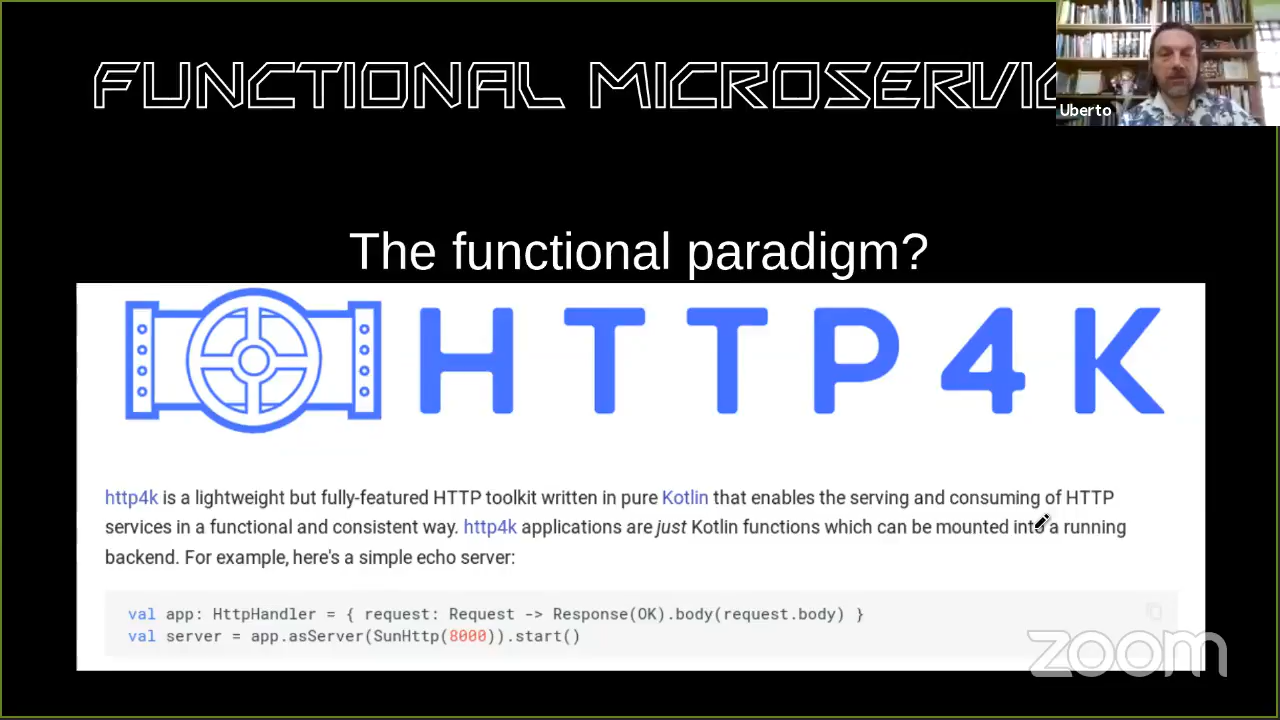 FUNCTIONAL MICROSERVIC
Uberto
The functional paradigm?
HTTP4K
http4k is a lightweight but fully-featured HTTP toolkit written in pure Kotlin that enables the serving and consuming of HTTP
services in a functional and consistent way. http4k applications are just Kotlin functions which can be mounted into a running
backend. For example, here's a simple echo server:
val app: HttpHandler = { request: Request -> Response(OK).body(request.body) }
val server = app.asServer(SunHttp(8000)).start()
zoom